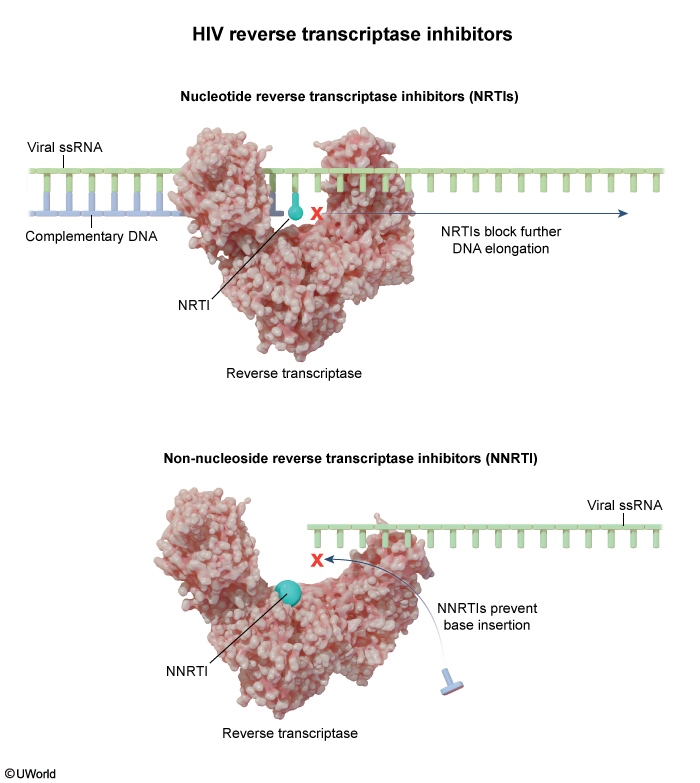 HIV reverse transcriptase inhibitors
Nucleotide reverse transcriptase inhibitors (NRTIs)
Viral ssRNA
Complementary DNA
X
NRTIs block further
DNA elongation
NRTI
Reverse transcriptase
Non-nucleoside reverse transcriptase inhibitors (NNRTI)
Viral ssRNA
X
NNRTIs prevent
base insertion
NNRTI
Reverse transcriptase
©UWorld